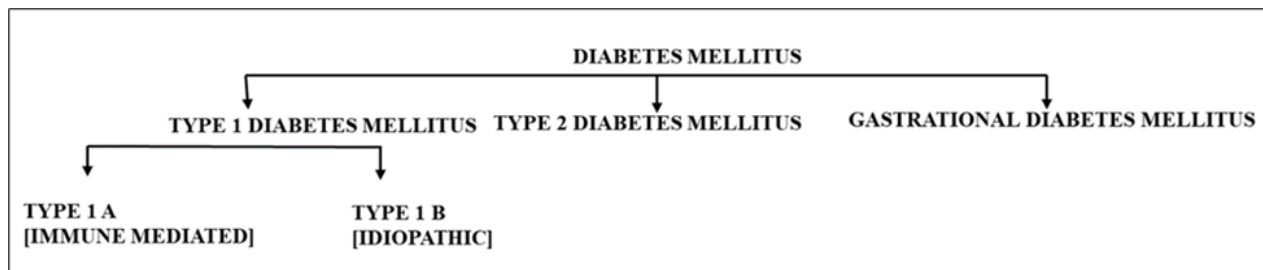 DIABETES MELLITUS
TYPE 1 DIABETES MELLITUS
TYPE 2 DIABETES MELLITUS
GASTRATIONAL DIABETES MELLITUS
TYPE 1 A
[IMMUNE MEDIATED]
TYPE 1 B
[IDIOPATHIC]